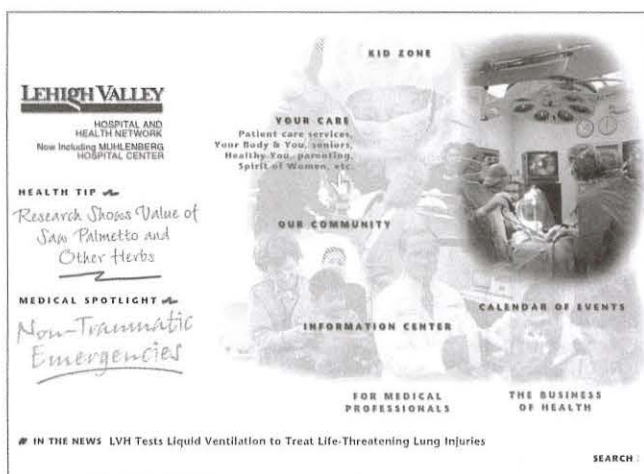 LEHIGH VALLEY
HOSPITAL AND
HEALTH NETWORK
Now Including MUHLENBERG
HOSPITAL CENTER
HEALTH TIP
Research Shows Value of
Saw Palmetto and
Other Herbs
MEDICAL SPOTLIGHT
Non-Traumatic
Emergencies
KID ZONE
YOUR CARE
Patient care services,
Your Body & You, seniors,
Healthy You, parenting,
Spirit of Women, etc.
OUR COMMUNITY
CALENDAR OF EVENTS
INFORMATION CENTER
FOR MEDICAL
PROFESSIONALS
THE BUSINESS
OF HEALTH
IN THE NEWS LVH Tests Liquid Ventilation to Treat Life-Threatening Lung Injuries
SEARCH